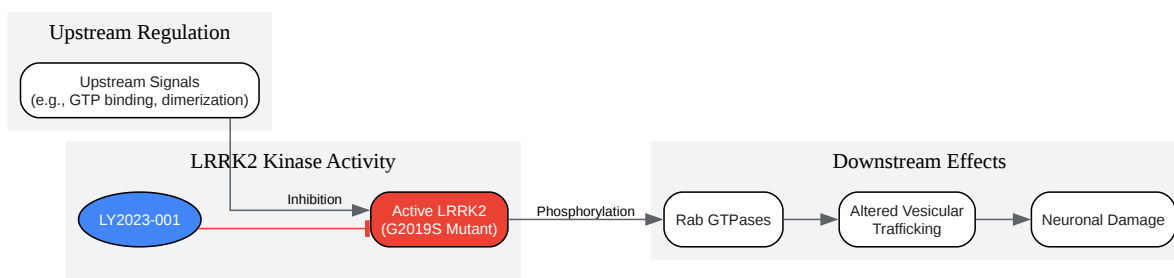 Upstream Regulation
Upstream Signals
(e.g., GTP binding, dimerization)
LRRK2 Kinase Activity
Downstream Effects
LY2023-001
Inhibition
Active LRRK2
(G2019S Mutant)
Phosphorylation
Rab GTPases
Altered Vesicular
Trafficking
Neuronal Damage